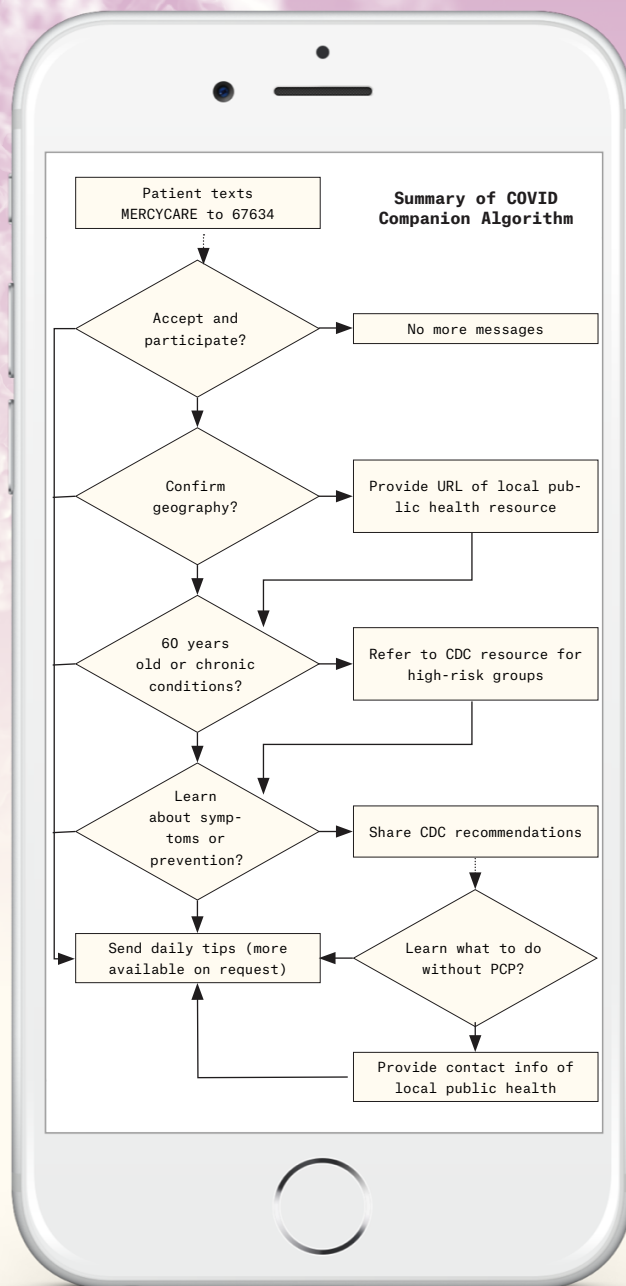 Patient texts
MERCYCARE to 67634
Summary of COVID
Companion Algorithm
Accept and
participate?
No more messages
Confirm
geography?
Provide URL of local pub-
lic health resource
60 years
old or chronic
conditions?
Refer to CDC resource for
high-risk groups
Learn
about symp-
toms or
prevention?
Share CDC recommendations
Send daily tips (more
available on request)
Learn what to do
without PCP?
Provide contact info of
local public health